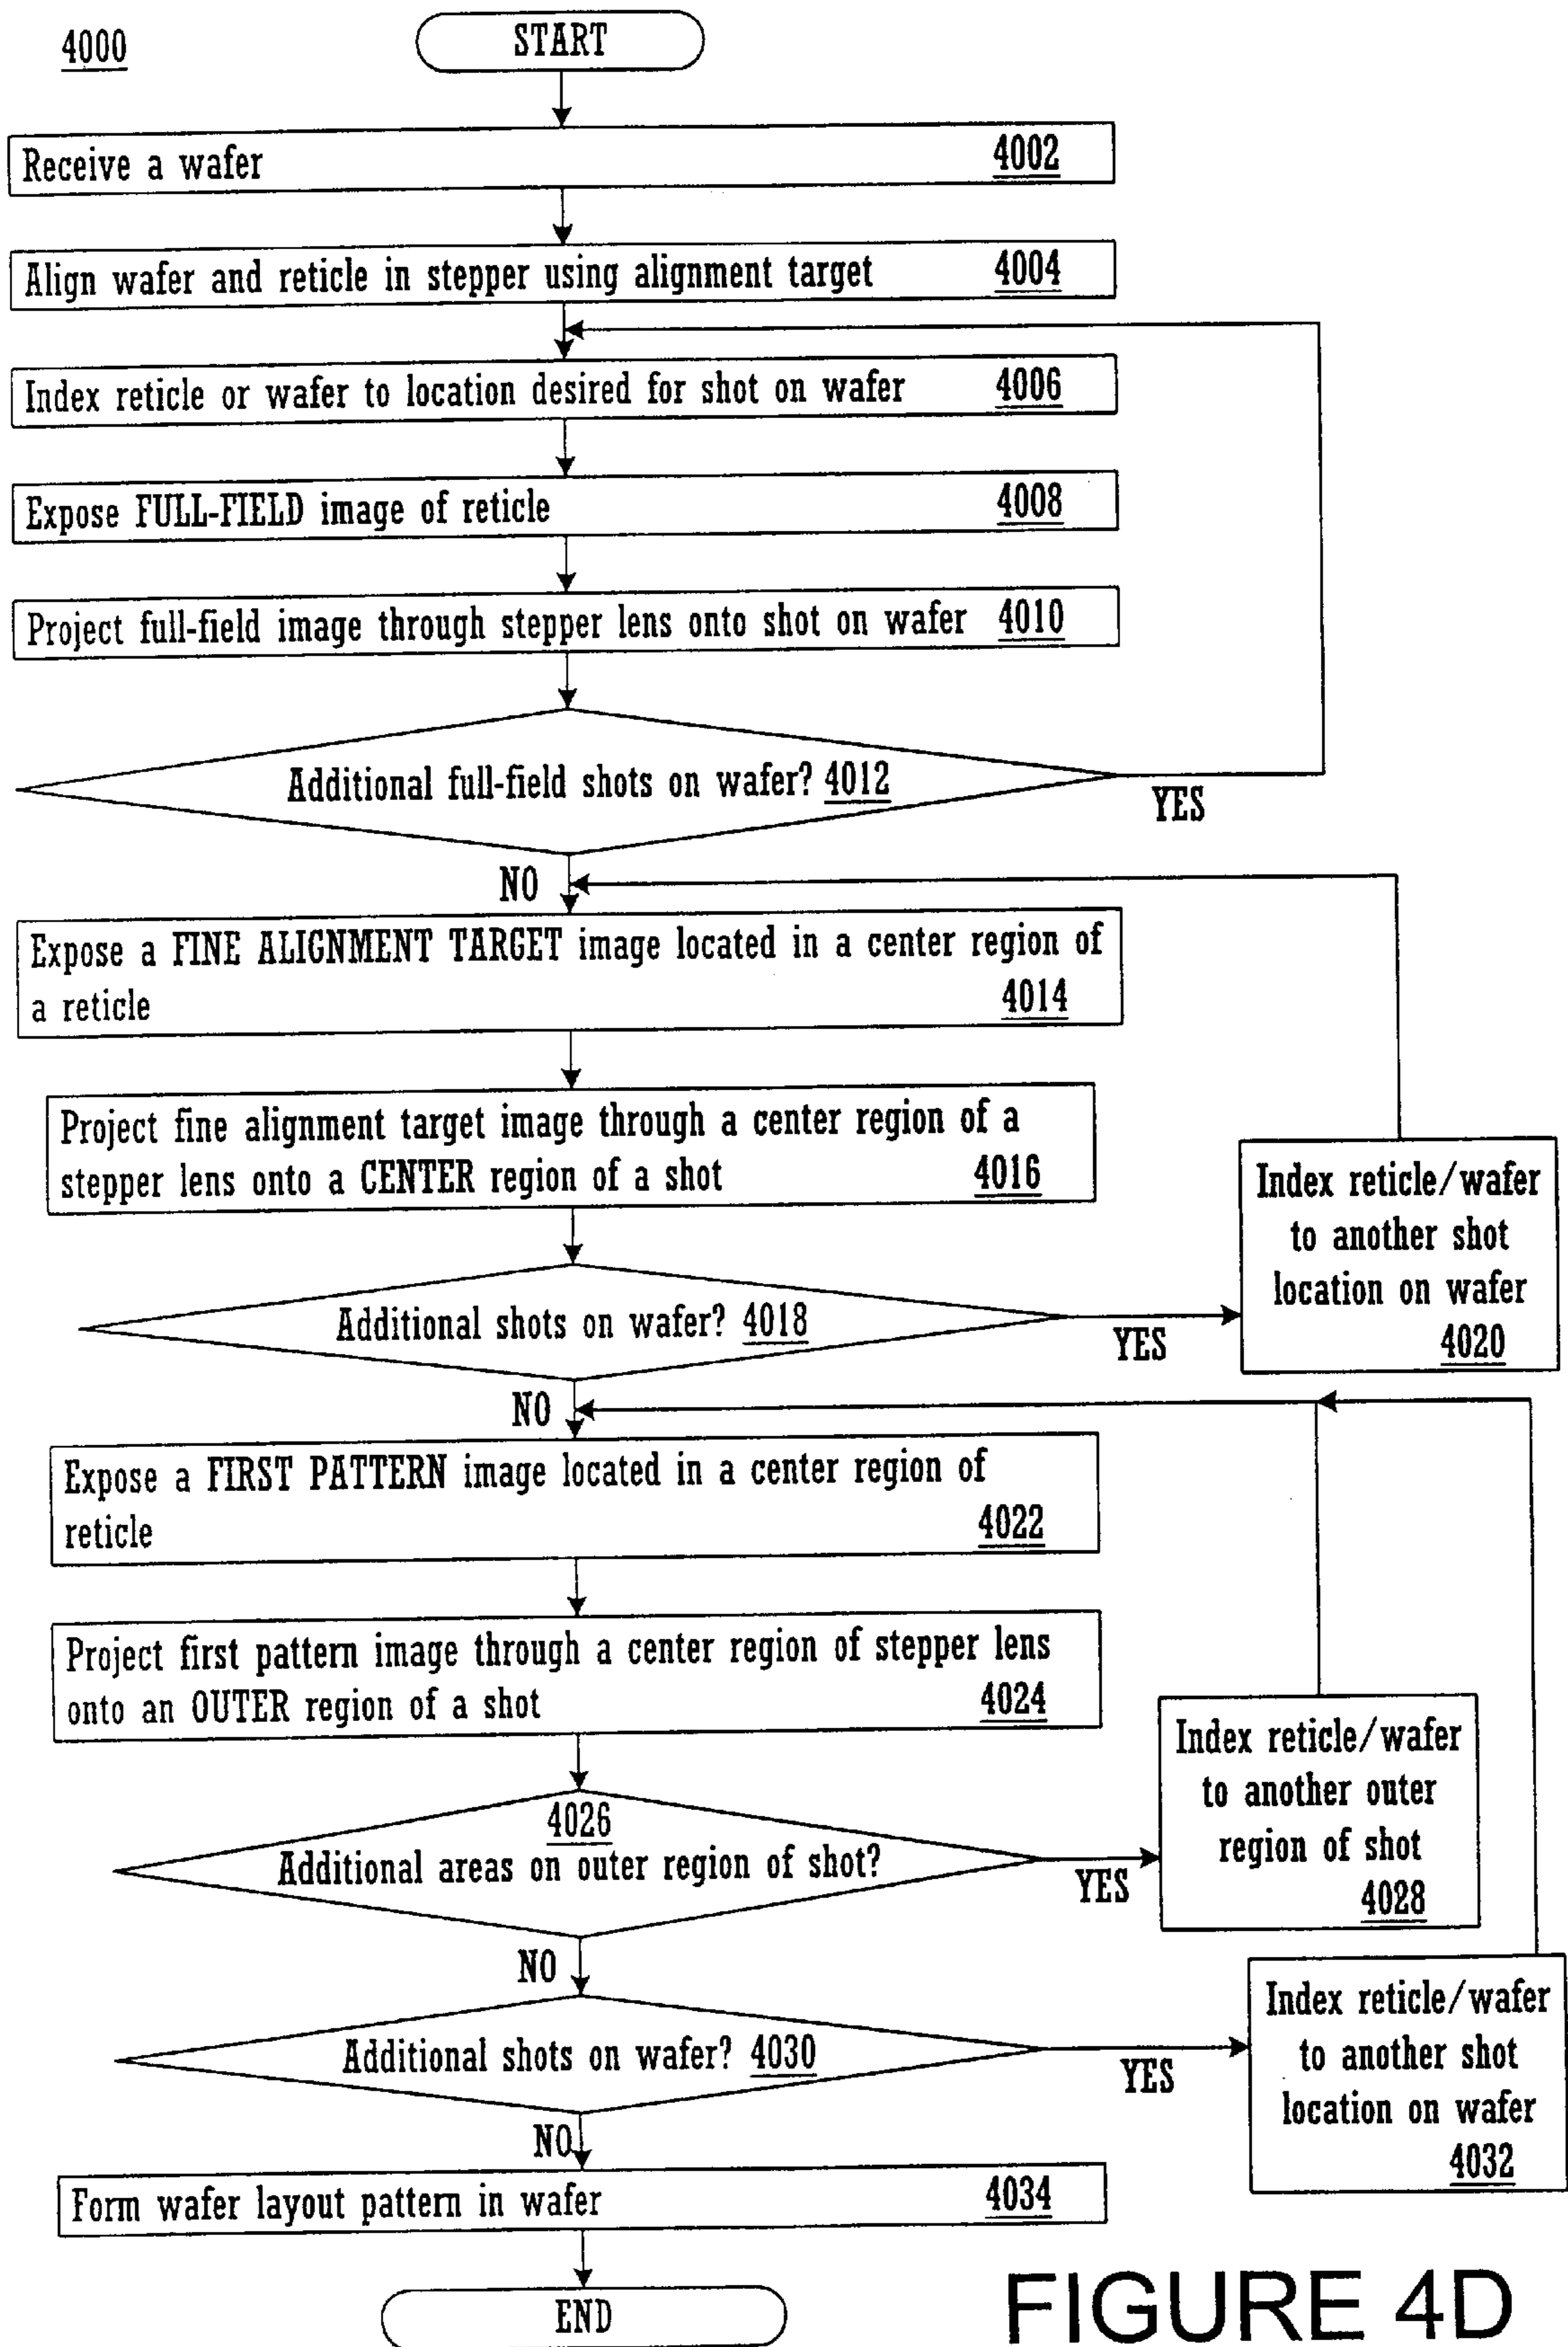 4000
START
Receive a wafer 4002
Align wafer and reticle in stepper using alignment target 4004
Index reticle or wafer to location desired for shot on wafer 4006
Expose FULL-FIELD image of reticle 4008
Project full-field image through stepper lens onto shot on wafer 4010
Additional full-field shots on wafer? 4012
YES
NO
Expose a FINE ALIGNMENT TARGET image located in a center region of
a reticle 4014
Project fine alignment target image through a center region of a
stepper lens onto a CENTER region of a shot 4016
Additional shots on wafer? 4018
YES
Index reticle/wafer
to another shot
location on wafer
4020
NO
Expose a FIRST PATTERN image located in a center region of
reticle 4022
Project first pattern image through a center region of stepper lens
onto an OUTER region of a shot 4024
4026
Additional areas on outer region of shot?
YES
Index reticle/wafer
to another outer
region of shot
4028
NO
Additional shots on wafer? 4030
YES
Index reticle/wafer
to another shot
location on wafer
4032
NO
Form wafer layout pattern in wafer 4034
END
FIGURE 4D